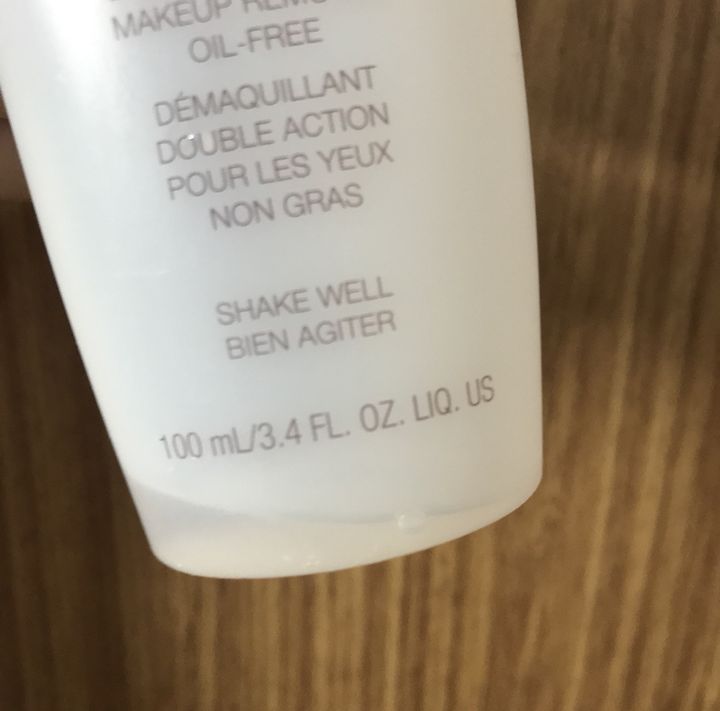 MAKEUP
OIL-FREE
DÉMAQUILLANT
DOUBLE ACTION
POUR LES YEUX
NON GRAS
SHAKE WELL
BIEN AGITER
100 mL/3.4 FL. OZ. LIQ. US